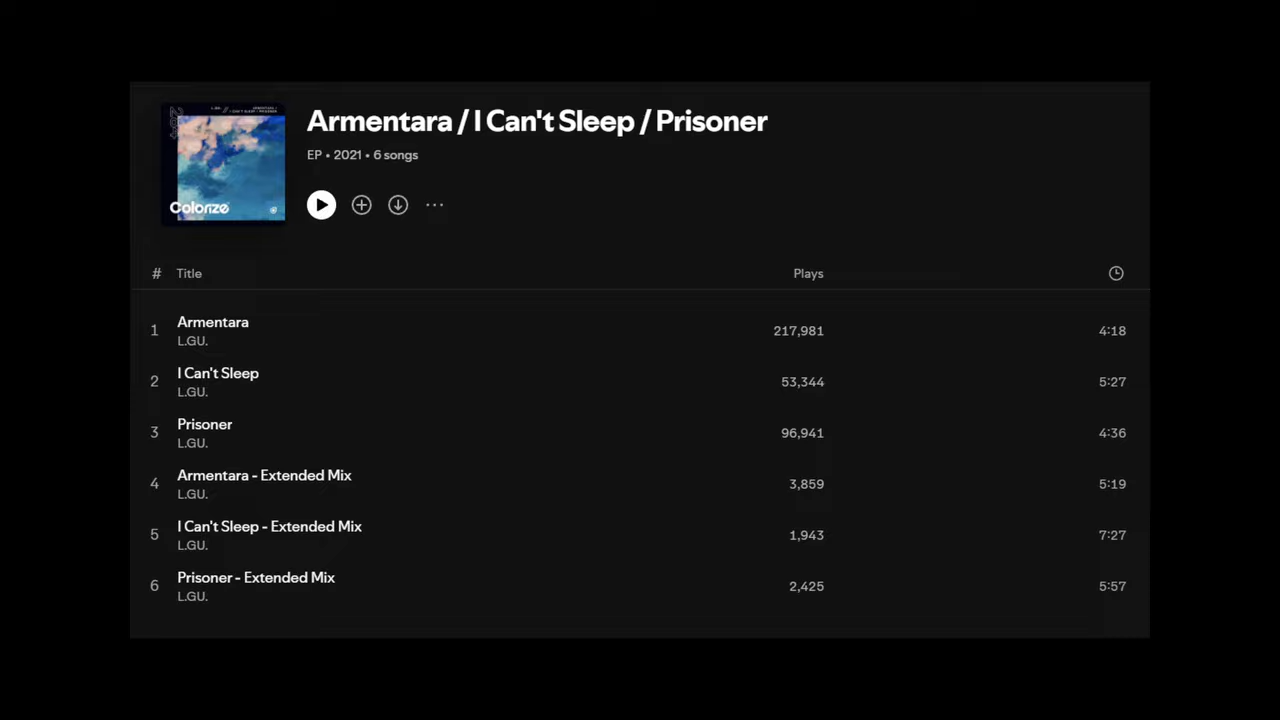 Armentara / I Can't Sleep / Prisoner
EP • 2021 • 6 songs
Colorize
# Title Plays
1 Armentara 217,981 4:18
L.GU.
2 I Can't Sleep 53,344 5:27
L.GU.
3 Prisoner 96,941 4:36
L.GU.
4 Armentara - Extended Mix 3,859 5:19
L.GU.
5 I Can't Sleep - Extended Mix 1,943 7:27
L.GU.
6 Prisoner - Extended Mix 2,425 5:57
L.GU.